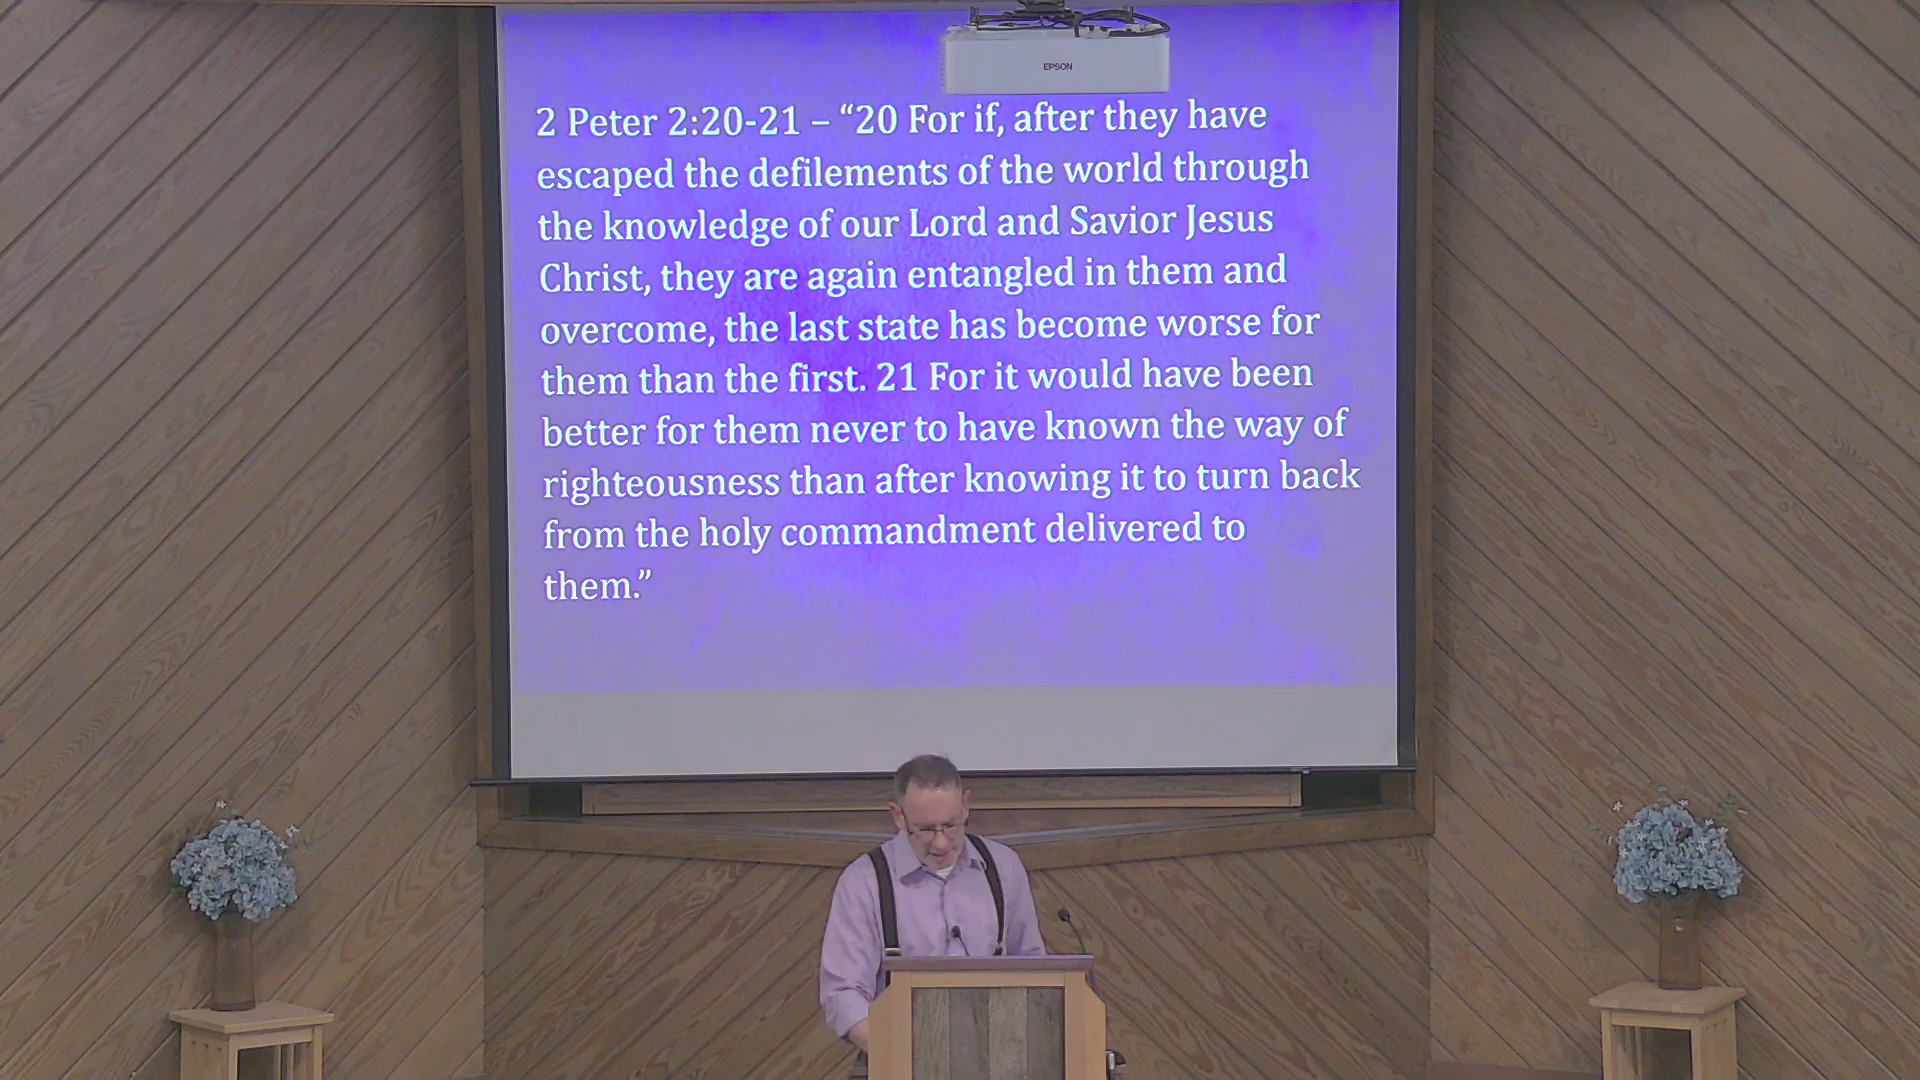 EPSON
2 Peter 2:20-21 – “20 For if, after they have
escaped the defilements of the world through
the knowledge of our Lord and Savior Jesus
Christ, they are again entangled in them and
overcome, the last state has become worse for
them than the first. 21 For it would have been
better for them never to have known the way of
righteousness than after knowing it to turn back
from the holy commandment delivered to
them.”